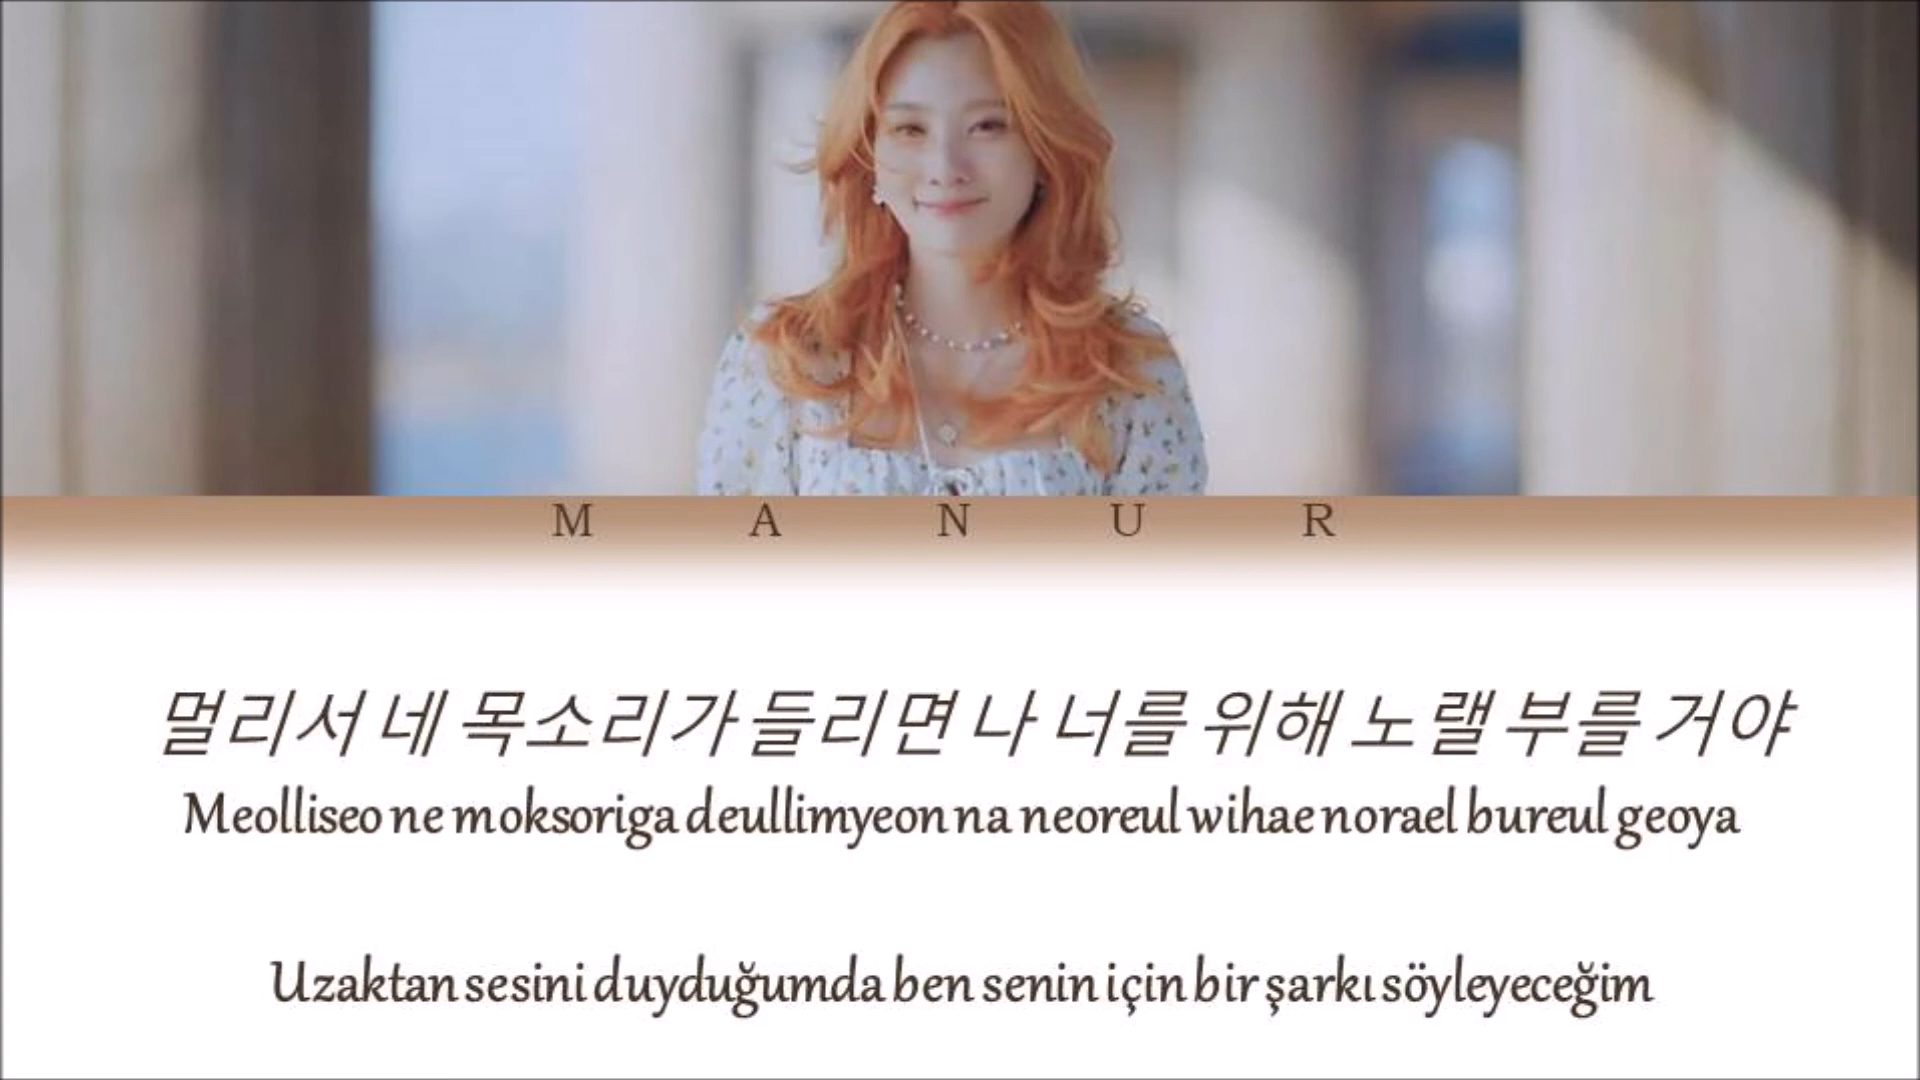 M A N U R
멀리서 네 목소리가 들리면 나 너를 위해 노랠 부를 거야
Meolliseo ne moksoriga deullimyeon na neoreul wihae norael bureul geoya
Uzaktan sesini duyduğumda ben senin için bir şarkı söyleyeceğim